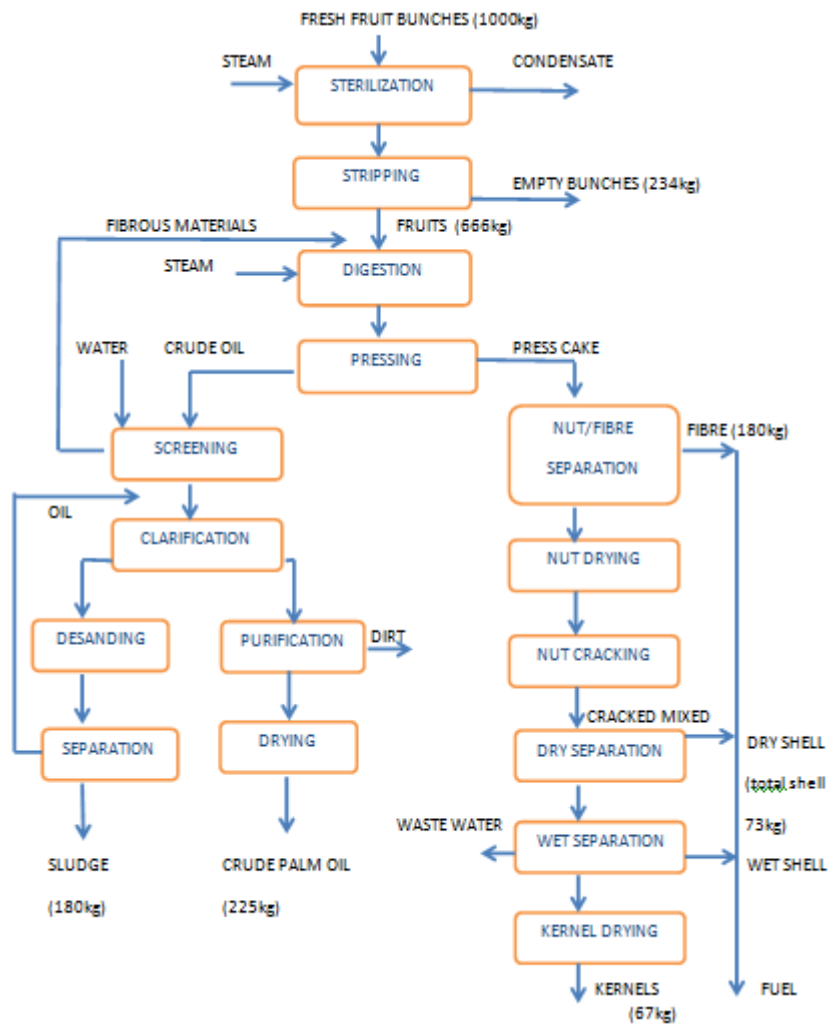 FRESH FRUIT BUNCHES (1000kg)
STEAM
CONDENSATE
STERILIZATION
STRIPPING
EMPTY BUNCHES (234kg)
FIBROUS MATERIALS
FRUITS (666kg)
STEAM
DIGESTION
WATER
CRUDE OIL
PRESSING
PRESS CAKE
SCREENING
NUT/FIBRE
SEPARATION
FIBRE (180kg)
OIL
CLARIFICATION
NUT DRYING
DESANDING
PURIFICATION
DIRT
NUT CRACKING
CRACKED MIXED
SEPARATION
DRYING
DRY SEPARATION
DRY SHELL
(total shell
73kg)
WASTE WATER
WET SEPARATION
WET SHELL
SLUDGE
(180kg)
CRUDE PALM OIL
(225kg)
KERNEL DRYING
KERNELS
(67kg)
FUEL